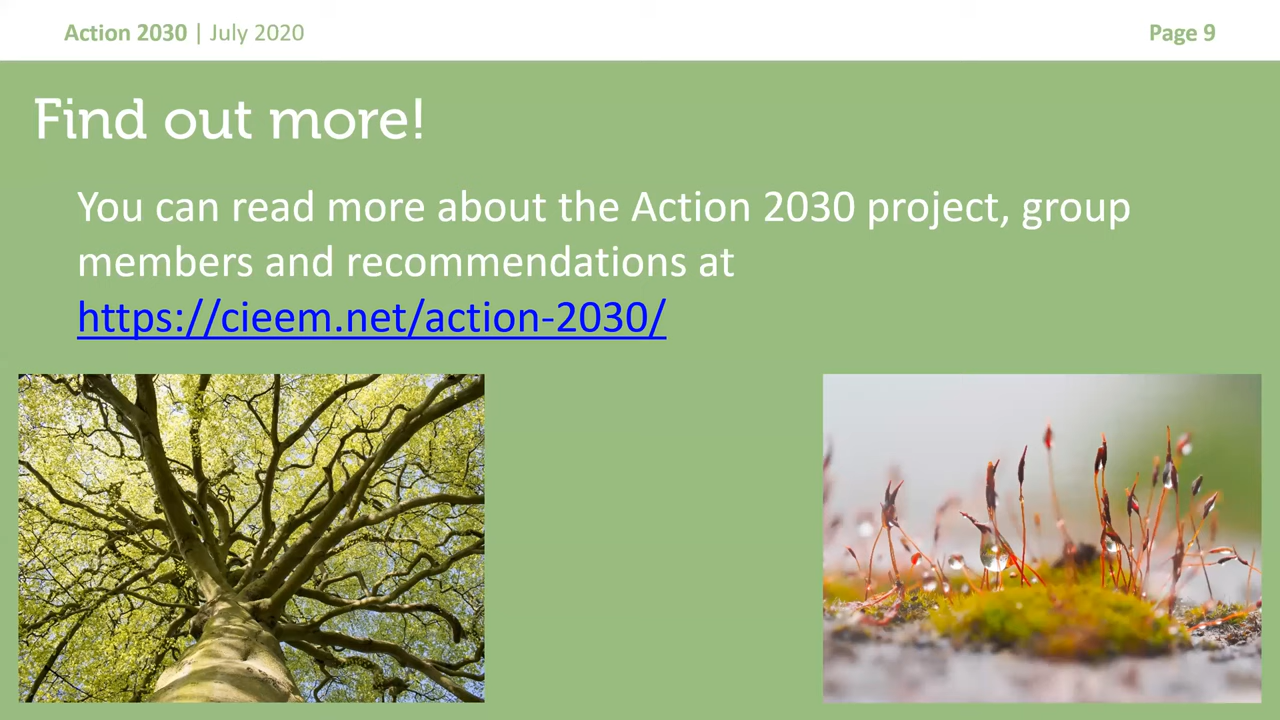 Action 2030 | July 2020
Page 9
Find out more!
You can read more about the Action 2030 project, group
members and recommendations at
https://cieem.net/action-2030/